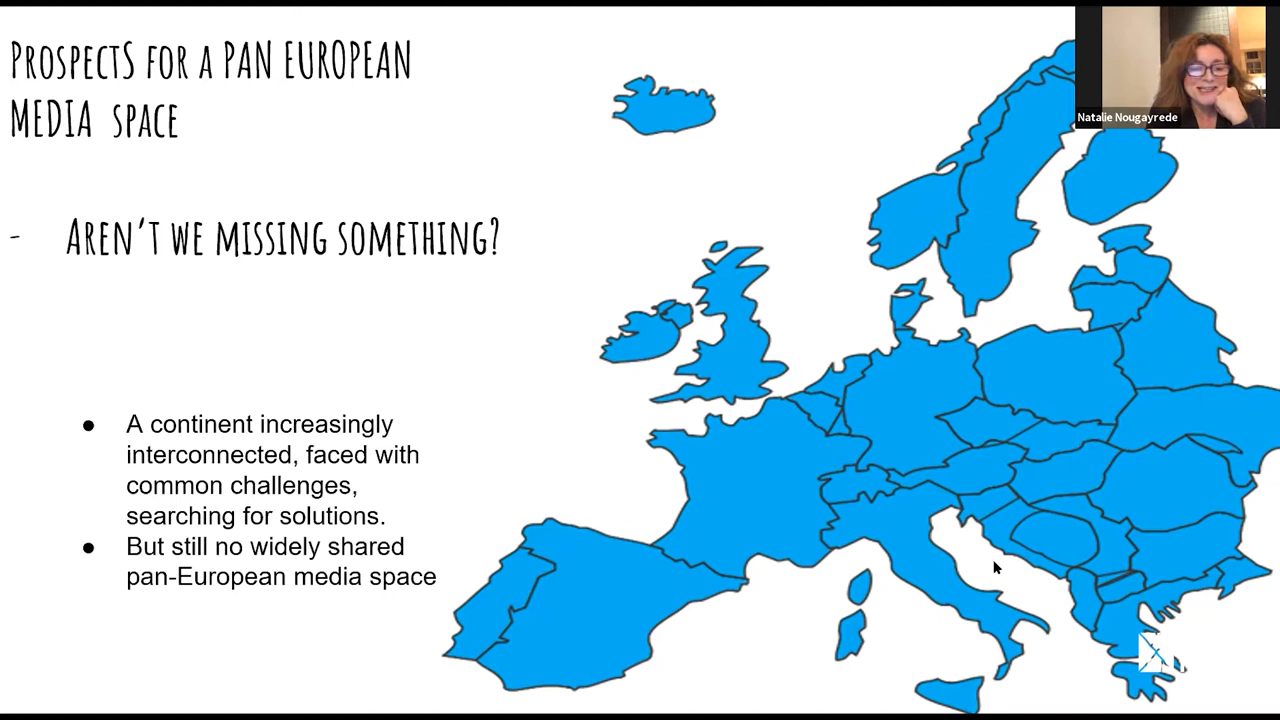 PROSPECTS FOR A PAN EUROPEAN
MEDIA SPACE
- AREN'T WE MISSING SOMETHING?
● A continent increasingly
interconnected, faced with
common challenges,
searching for solutions.
● But still no widely shared
pan-European media space
Natalie Nougayrede